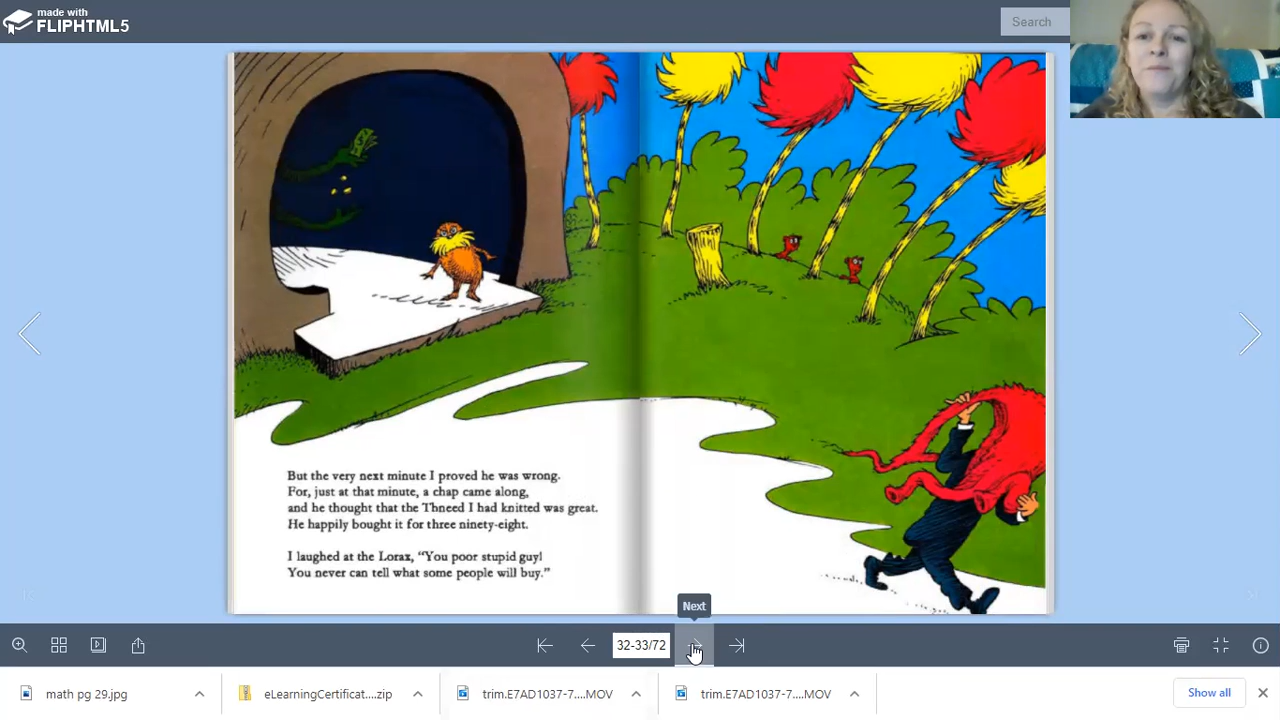 made with
FLIPHTML5
Search
But the very next minute I proved he was wrong.
For, just at that minute, a chap came along,
and he thought that the Thneed I had knitted was great.
He happily bought it for three ninety-eight.
I laughed at the Lorax, "You poor stupid guy!
You never can tell what some people will buy."
Next
32-33/72
math pg 29.jpg
eLearningCertificat....zip
trim.E7AD1037-7....MOV
trim.E7AD1037-7....MOV
Show all